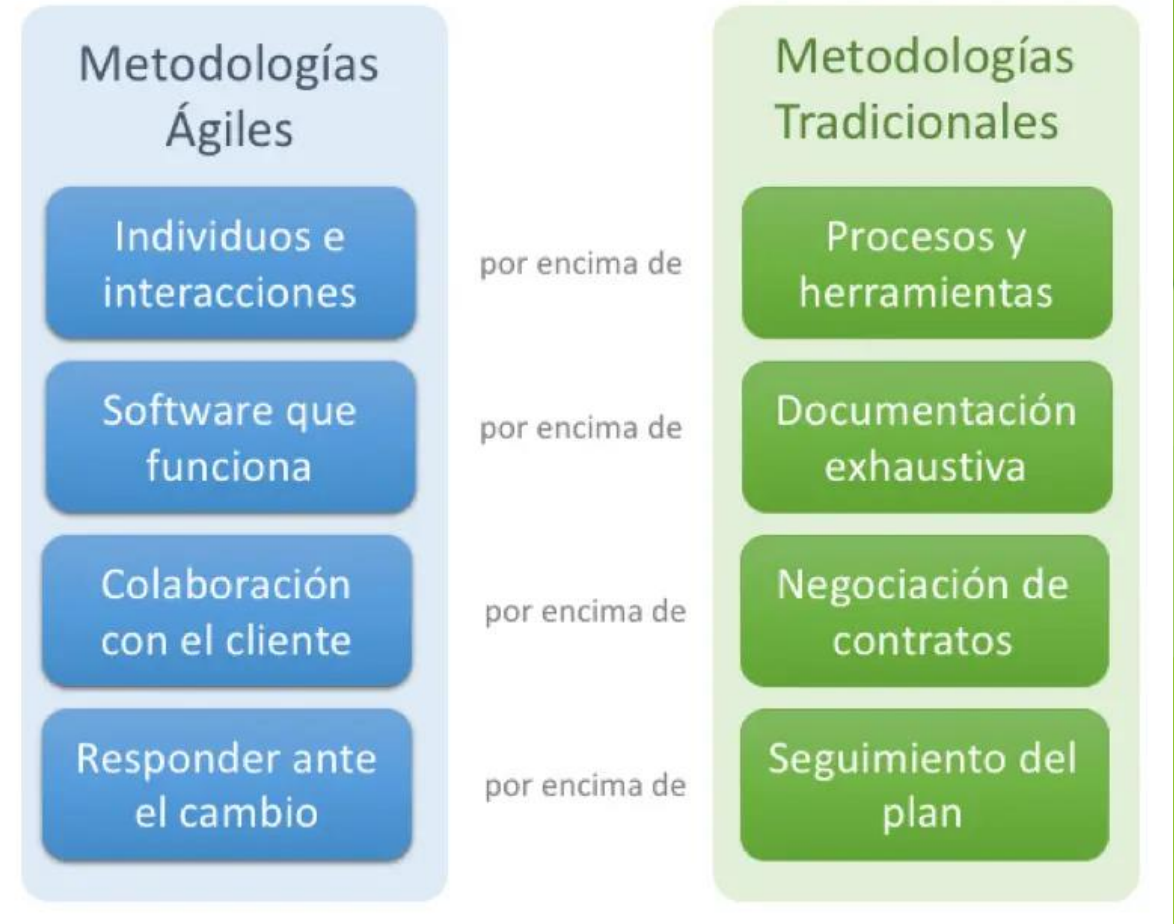 Metodologías
Ágiles
Metodologías
Tradicionales
Individuos e
interacciones
por encima de
Procesos y
herramientas
Software que
funciona
por encima de
Documentación
exhaustiva
Colaboración
con el cliente
por encima de
Negociación de
contratos
Responder ante
el cambio
por encima de
Seguimiento del
plan